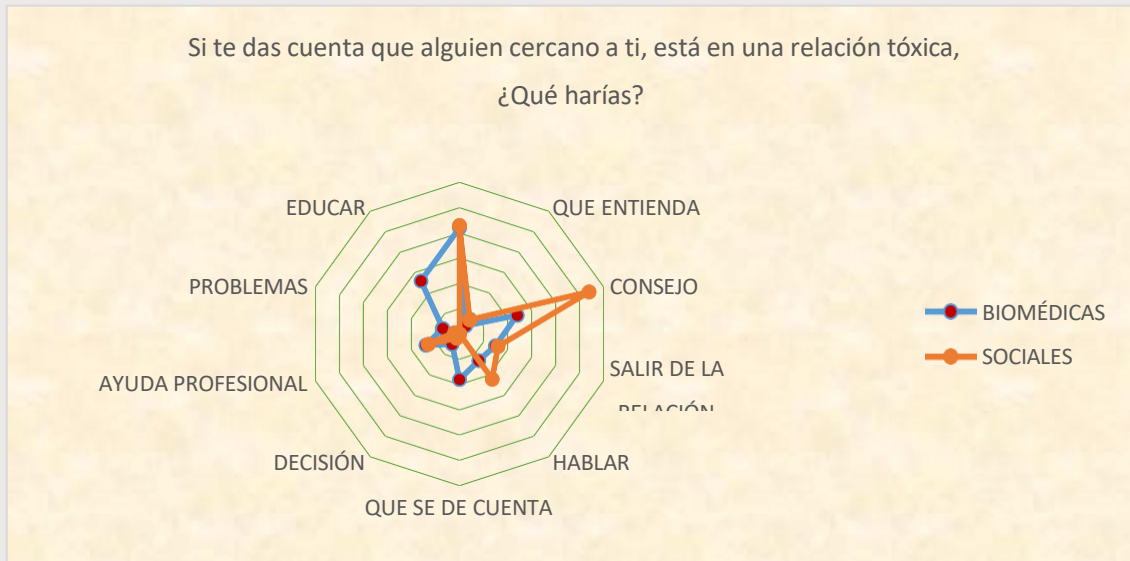 Si te das cuenta que alguien cercano a ti, está en una relación tóxica,
¿Qué harías?
EDUCAR
QUE ENTIENDA
PROBLEMAS
CONSEJO
BIOMÉDICAS
SOCIALES
AYUDA PROFESIONAL
SALIR DE LA
RELACIÓN
DECISIÓN
HABLAR
QUE SE DE CUENTA